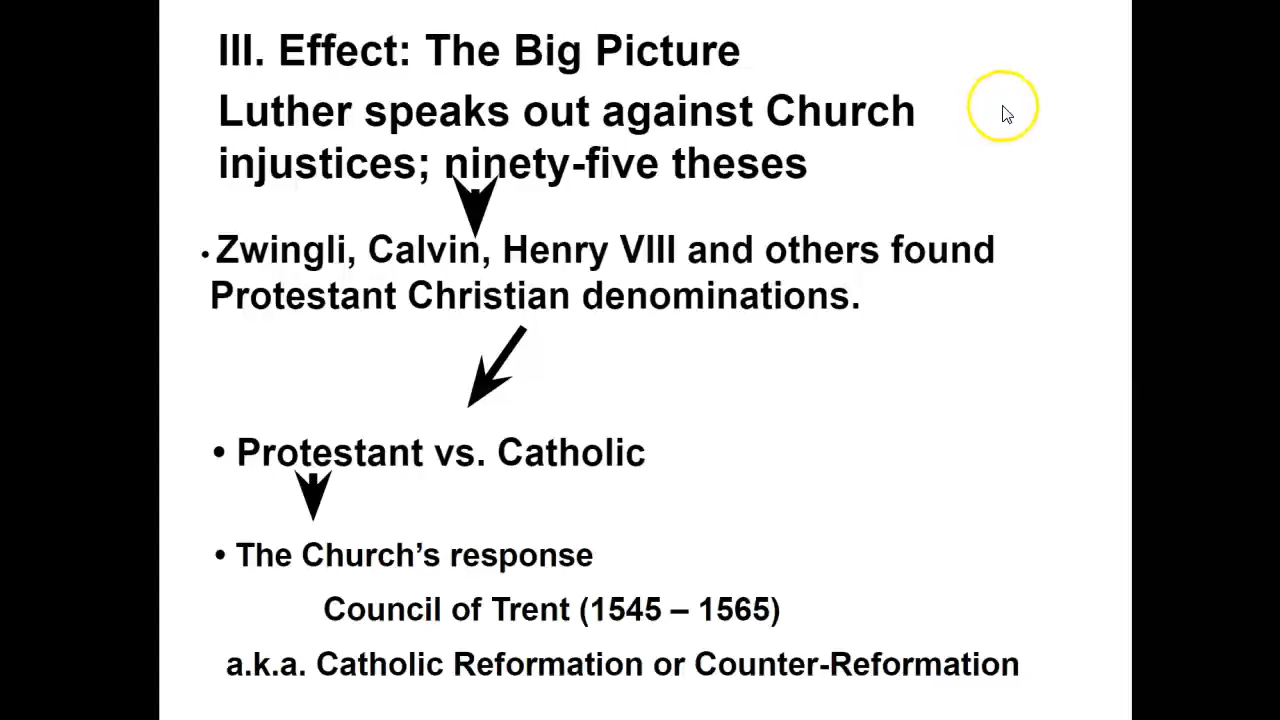 III. Effect: The Big Picture
Luther speaks out against Church
injustices; ninety-five theses
• Zwingli, Calvin, Henry VIII and others found
Protestant Christian denominations.
• Protestant vs. Catholic
• The Church’s response
Council of Trent (1545 – 1565)
a.k.a. Catholic Reformation or Counter-Reformation